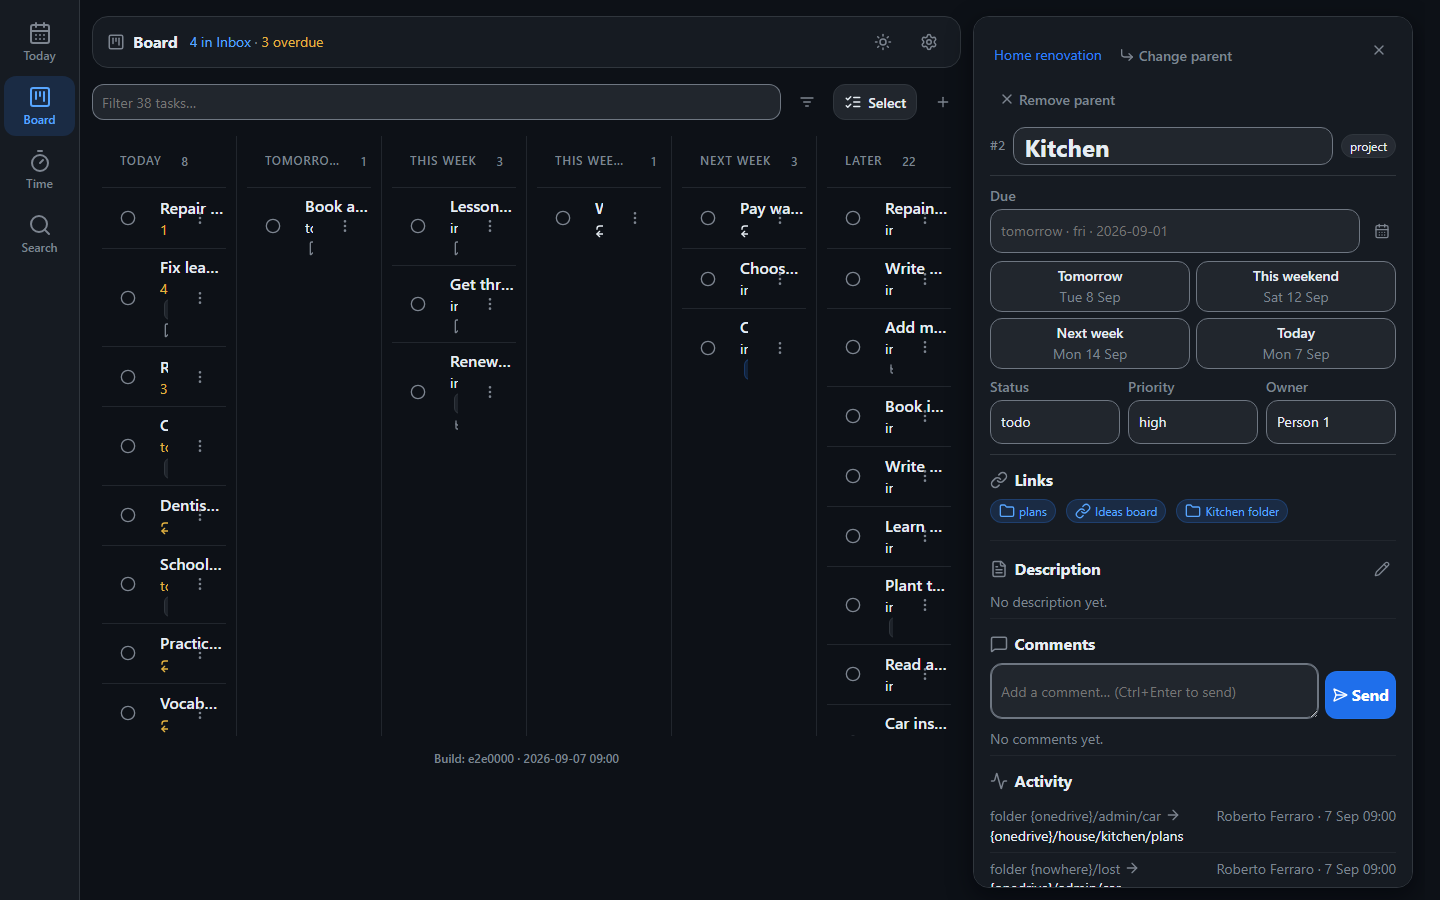 Today
Board
Time
Search
Board 4 in Inbox · 3 overdue
Filter 38 tasks...
Select
TODAY 8
Repair ...
1
Fix lea...
4
R
3
C
Dentis...
School...
Practic...
Vocab...
TOMORRO... 1
Book a...
THIS WEEK 3
Lesson...
Get thr...
Renew...
THIS WEE... 1
NEXT WEEK 3
Pay wa...
Choos...
C
LATER 22
Repain...
Write ...
Add m...
Book i...
Write ...
Learn ...
Plant t...
Read a...
Car ins...
Build: e2e0000 · 2026-09-07 09:00
Home renovation Change parent
Remove parent
#2 Kitchen project
Due
tomorrow · fri · 2026-09-01
Tomorrow
Tue 8 Sep
This weekend
Sat 12 Sep
Next week
Mon 14 Sep
Today
Mon 7 Sep
Status Priority Owner
todo high Person 1
Links
plans Ideas board Kitchen folder
Description
No description yet.
Comments
Add a comment... (Ctrl+Enter to send)
Send
No comments yet.
Activity
folder {onedrive}/admin/car → Roberto Ferraro · 7 Sep 09:00
{onedrive}/house/kitchen/plans
folder {nowhere}/lost → Roberto Ferraro · 7 Sep 09:00
{onedrive}/admin/car